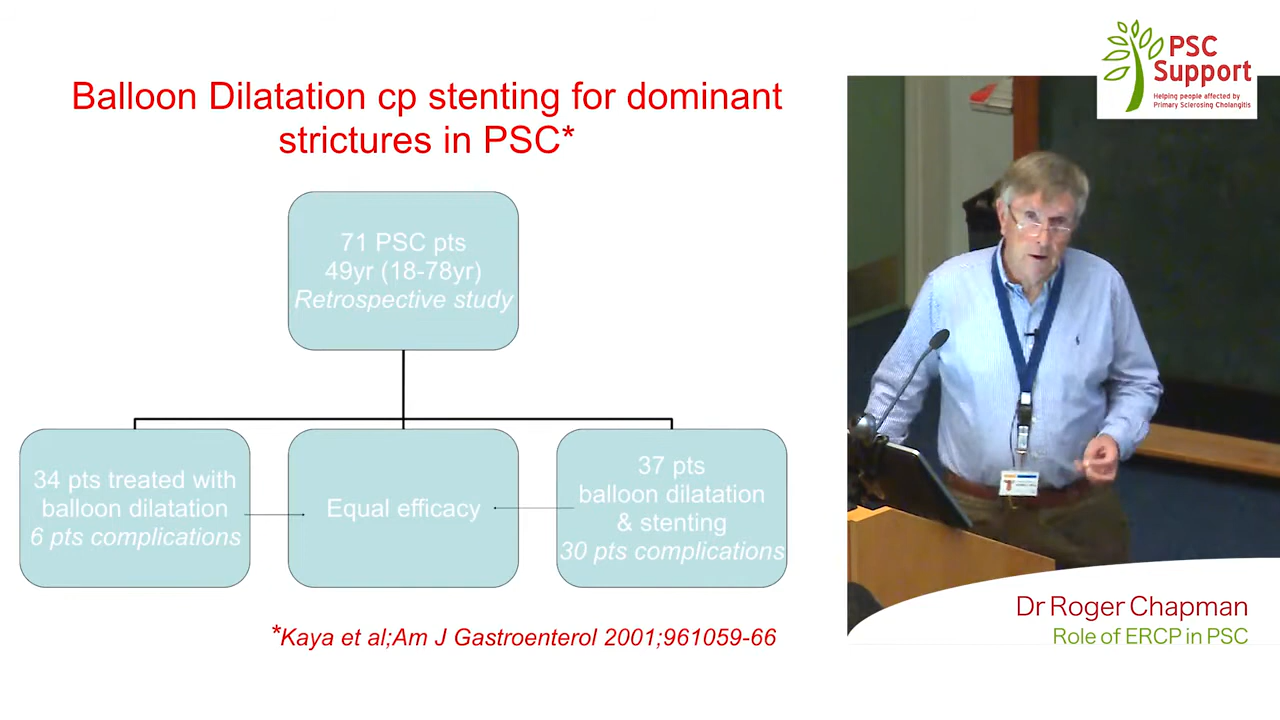 Balloon Dilatation cp stenting for dominant
strictures in PSC*
71 PSC pts
49yr (18-78yr)
Retrospective study
34 pts treated with
balloon dilatation
6 pts complications
Equal efficacy
37 pts
balloon dilatation
& stenting
30 pts complications
*Kaya et al;Am J Gastroenterol 2001;961059-66
PSC
Support
Helping people affected by
Primary Sclerosing Cholangitis
Dr Roger Chapman
Role of ERCP in PSC